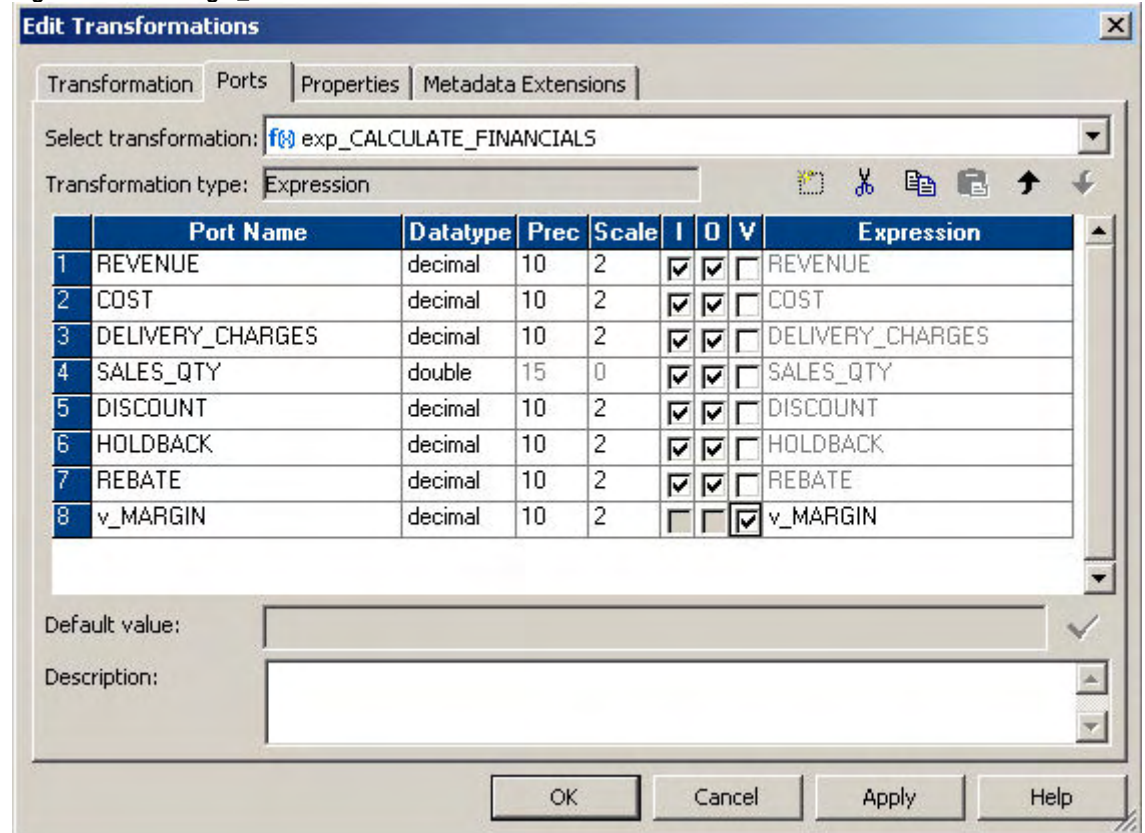 Edit Transformations
Transformation Ports Properties Metadata Extensions
Select transformation: f(x) exp_CALCULATE_FINANCIALS
Transformation type: Expression
Port Name Datatype Prec Scale I O V Expression
1 REVENUE decimal 10 2 REVENUE
2 COST decimal 10 2 COST
3 DELIVERY_CHARGES decimal 10 2 DELIVERY_CHARGES
4 SALES_QTY double 15 0 SALES_QTY
5 DISCOUNT decimal 10 2 DISCOUNT
6 HOLDBACK decimal 10 2 HOLDBACK
7 REBATE decimal 10 2 REBATE
8 v_MARGIN decimal 10 2 v_MARGIN
Default value:
Description:
OK Cancel Apply Help